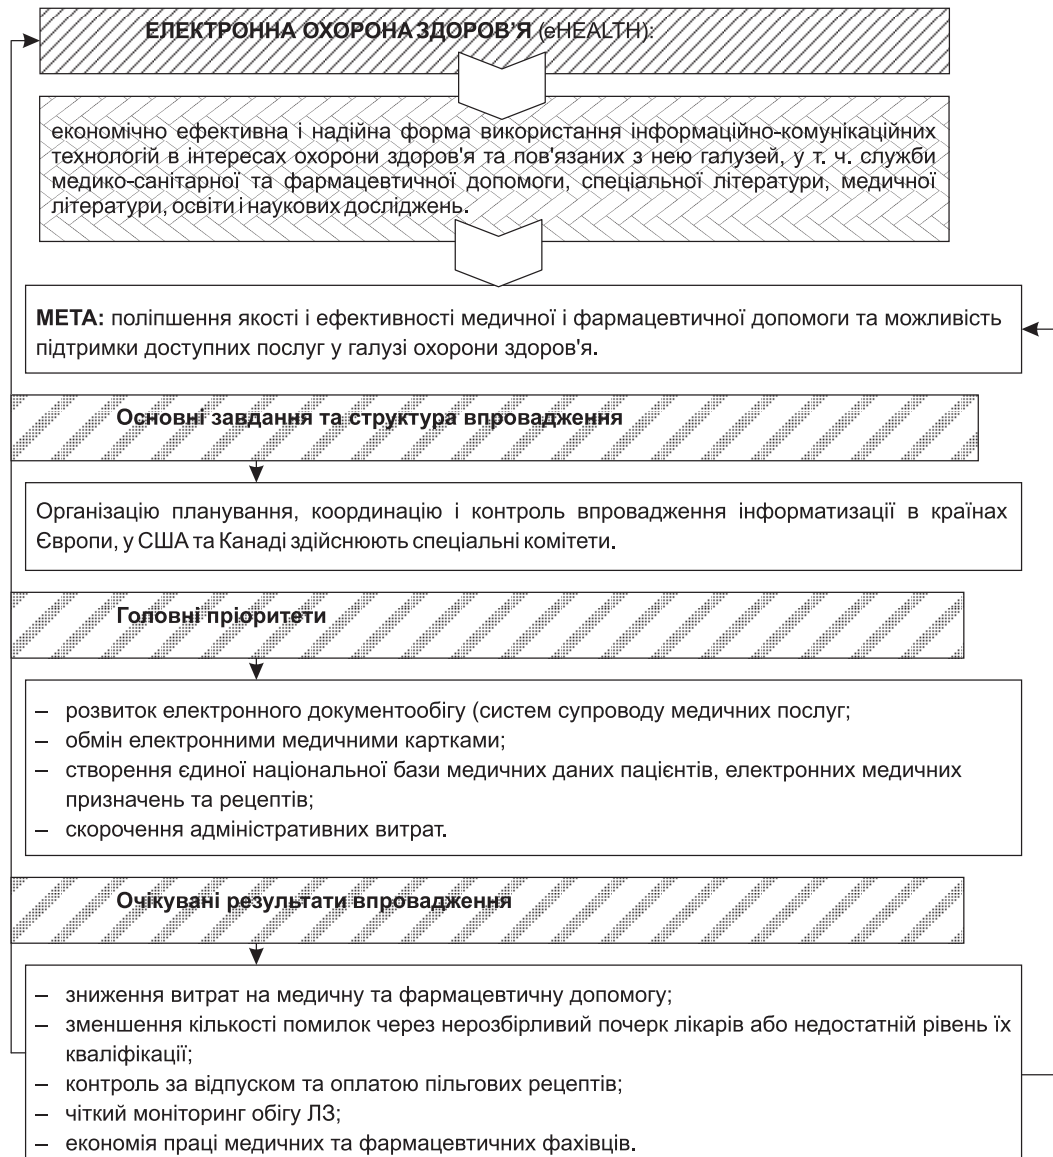 ЕЛЕКТРОННА ОХОРОНА ЗДОРОВ'Я (eHEALTH):
економічно ефективна і надійна форма використання інформаційно-комунікаційних
технологій в інтересах охорони здоров'я та пов'язаних з нею галузей, у т. ч. служби
медико-санітарної та фармацевтичної допомоги, спеціальної літератури, медичної
літератури, освіти і наукових досліджень.
МЕТА: поліпшення якості і ефективності медичної і фармацевтичної допомоги та можливість
підтримки доступних послуг у галузі охорони здоров'я.
Основні завдання та структура впровадження
Організацію планування, координацію і контроль впровадження інформатизації в країнах
Європи, у США та Канаді здійснюють спеціальні комітети.
Головні пріоритети
– розвиток електронного документообігу (систем супроводу медичних послуг;
– обмін електронними медичними картками;
– створення єдиної національної бази медичних даних пацієнтів, електронних медичних
призначень та рецептів;
– скорочення адміністративних витрат.
Очікувані результати впровадження
– зниження витрат на медичну та фармацевтичну допомогу;
– зменшення кількості помилок через нерозбірливий почерк лікарів або недостатній рівень їх
кваліфікації;
– контроль за відпуском та оплатою пільгових рецептів;
– чіткий моніторинг обігу ЛЗ;
– економія праці медичних та фармацевтичних фахівців.